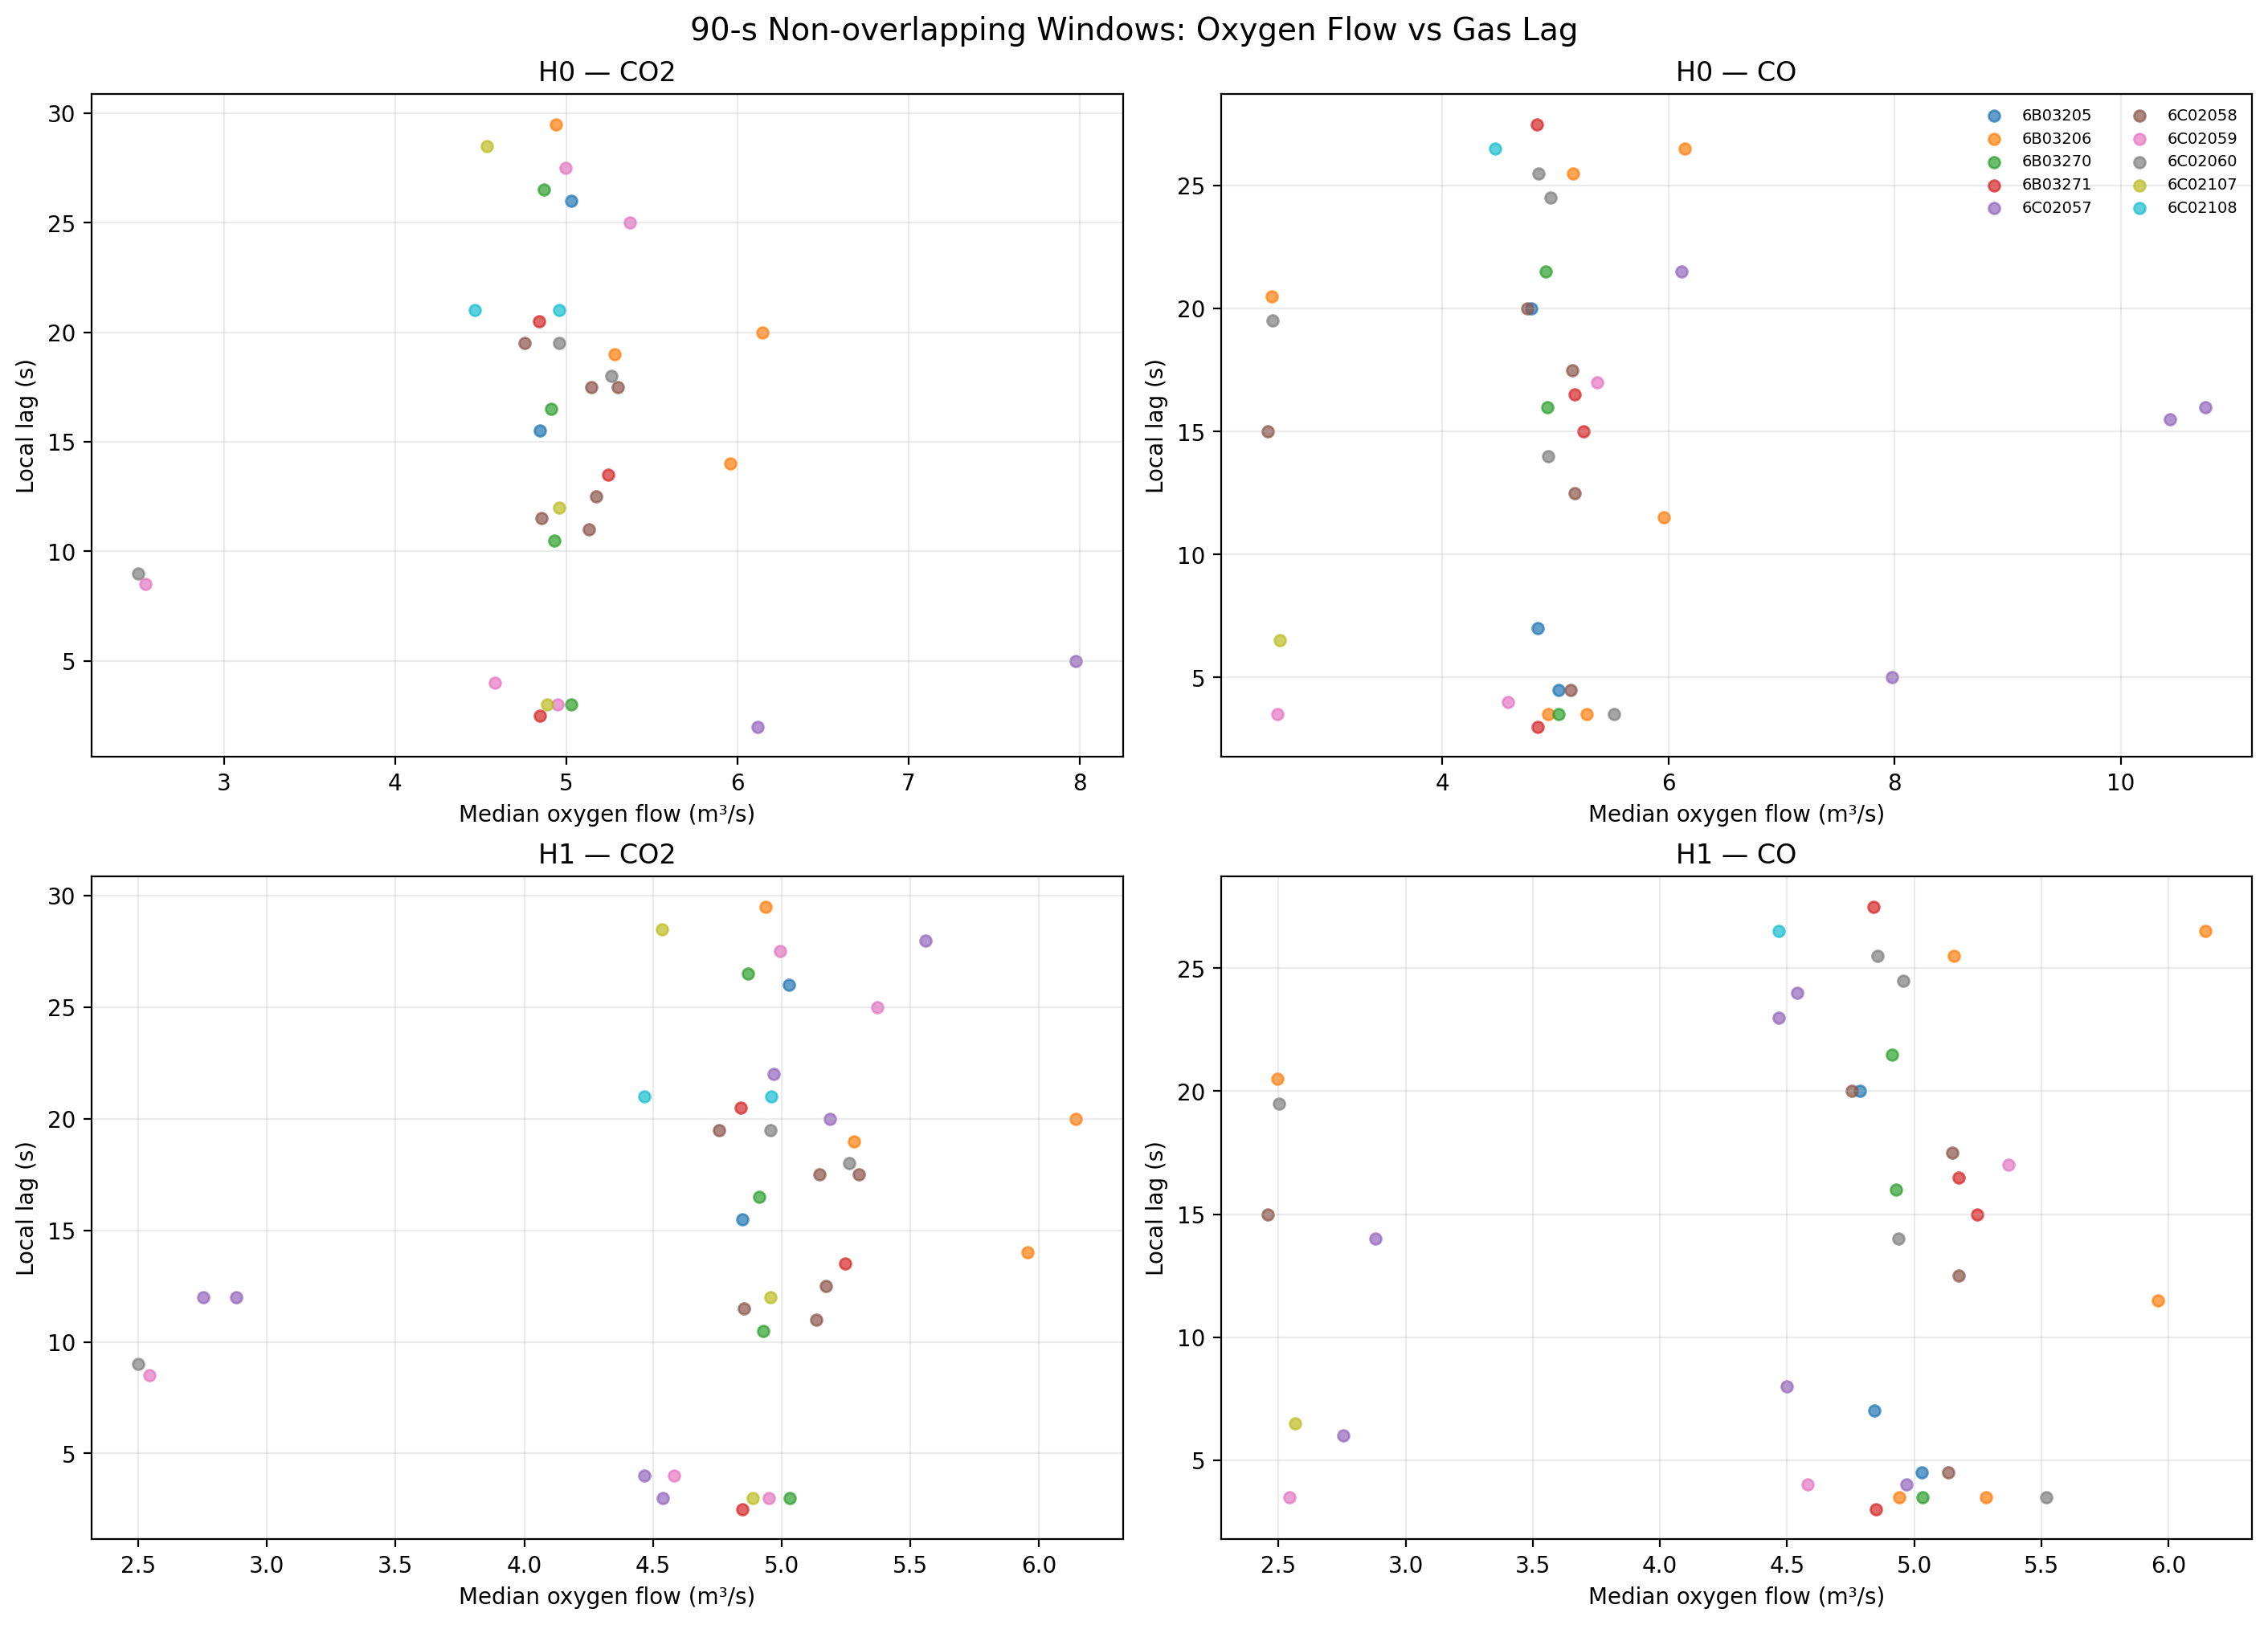 90-s Non-overlapping Windows: Oxygen Flow vs Gas Lag
H0 — CO2
30
25
20
15
10
5
Local lag (s)
3 4 5 6 7 8
Median oxygen flow (m³/s)
H0 — CO
6B03205 6C02058
6B03206 6C02059
6B03270 6C02060
6B03271 6C02107
6C02057 6C02108
25
20
15
10
5
Local lag (s)
4 6 8 10
Median oxygen flow (m³/s)
H1 — CO2
30
25
20
15
10
5
Local lag (s)
2.5 3.0 3.5 4.0 4.5 5.0 5.5 6.0
Median oxygen flow (m³/s)
H1 — CO
25
20
15
10
5
Local lag (s)
2.5 3.0 3.5 4.0 4.5 5.0 5.5 6.0
Median oxygen flow (m³/s)